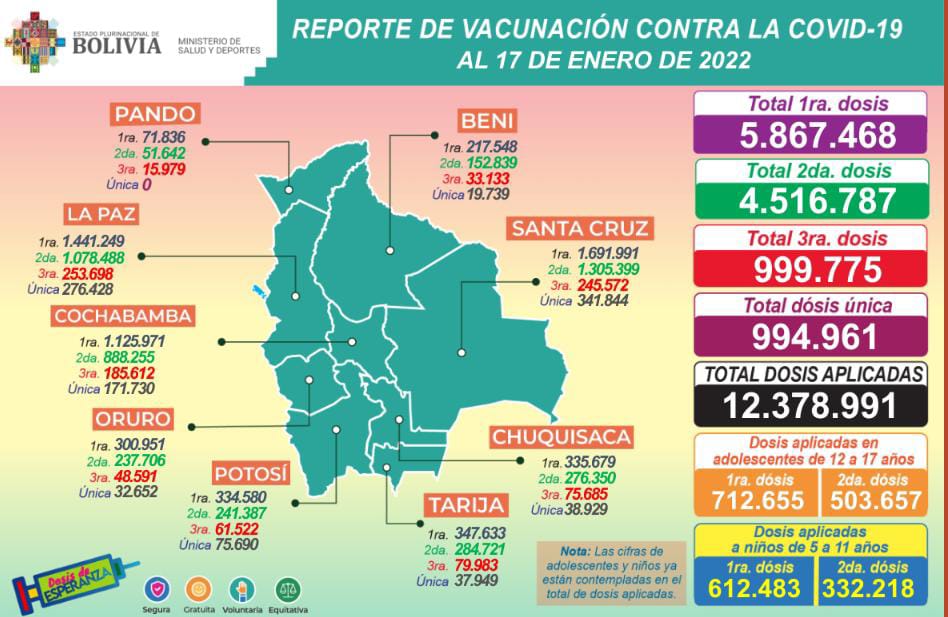 ESTADO PLURINACIONAL DE
BOLIVIA
MINISTERIO DE
SALUD Y DEPORTES
REPORTE DE VACUNACIÓN CONTRA LA COVID-19
AL 17 DE ENERO DE 2022
PANDO
1ra. 71.836
2da. 51.642
3ra. 15.979
Única 0
BENI
1ra. 217.548
2da. 152.839
3ra. 33.133
Única 19.739
LA PAZ
1ra. 1.441.249
2da. 1.078.488
3ra. 253.698
Única 276.428
SANTA CRUZ
1ra. 1.691.991
2da. 1.305.399
3ra. 245.572
Única 341.844
COCHABAMBA
1ra. 1.125.971
2da. 888.255
3ra. 185.612
Única 171.730
ORURO
1ra. 300.951
2da. 237.706
3ra. 48.591
Única 32.652
POTOSÍ
1ra. 334.580
2da. 241.387
3ra. 61.522
Única 75.690
CHUQUISACA
1ra. 335.679
2da. 276.350
3ra. 75.685
Única 38.929
TARIJA
1ra. 347.633
2da. 284.721
3ra. 79.983
Única 37.949
Total 1ra. dosis
5.867.468
Total 2da. dosis
4.516.787
Total 3ra. dosis
999.775
Total dósis única
994.961
TOTAL DOSIS APLICADAS
12.378.991
Dosis aplicadas en
adolescentes de 12 a 17 años
1ra. dósis 2da. dósis
712.655 503.657
Dosis aplicadas
a niños de 5 a 11 años
1ra. dósis 2da. dósis
612.483 332.218
Nota: Las cifras de
adolescentes y niños ya
están contempladas en el
total de dosis aplicadas.
Dosis de
ESPERANZA
Segura Gratuita Voluntaria Equitativa